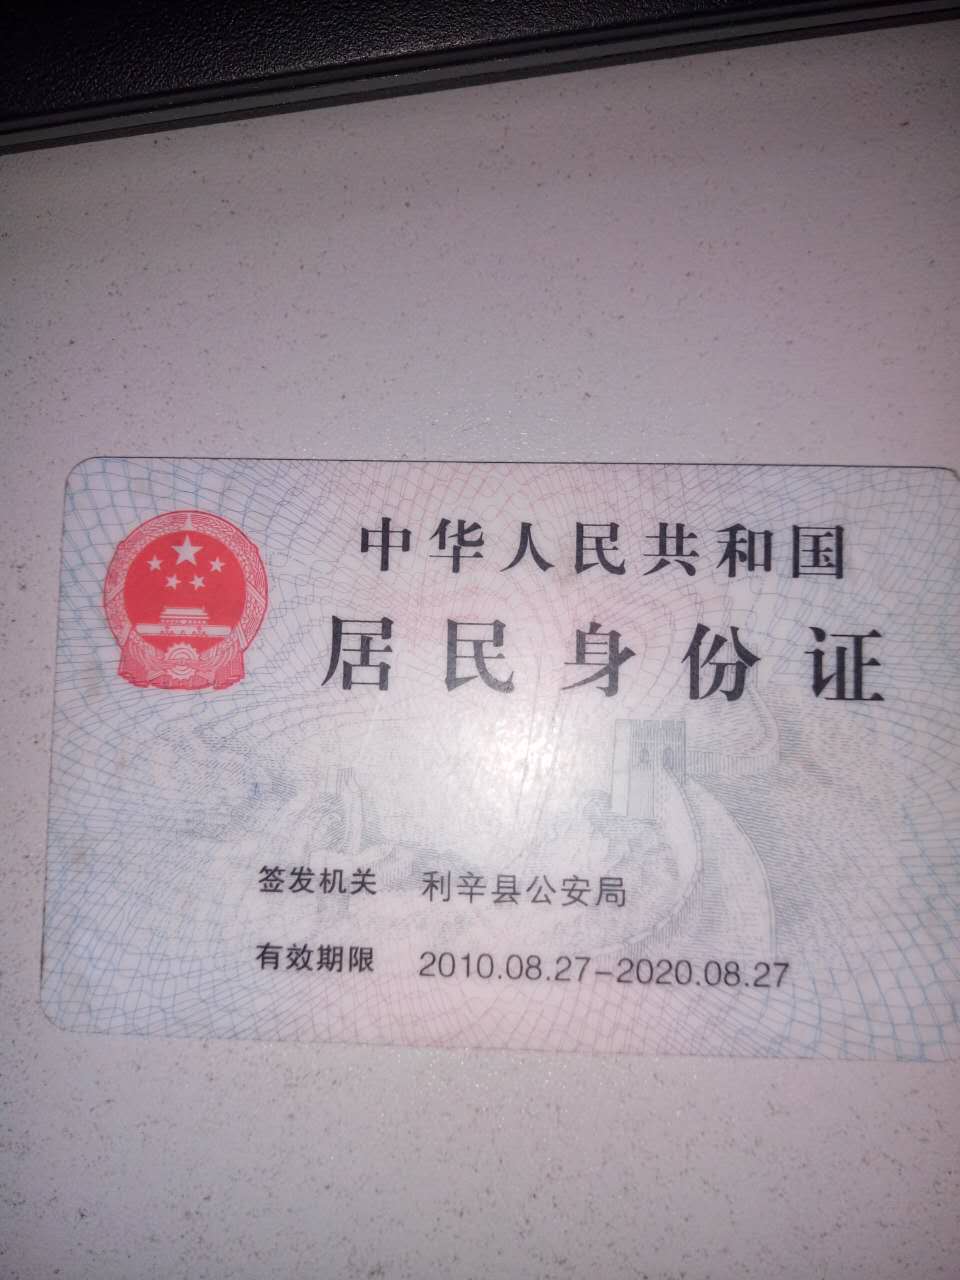 中华人民共和国
居民身份证
签发机关 利辛县公安局
有效期限 2010.08.27-2020.08.27